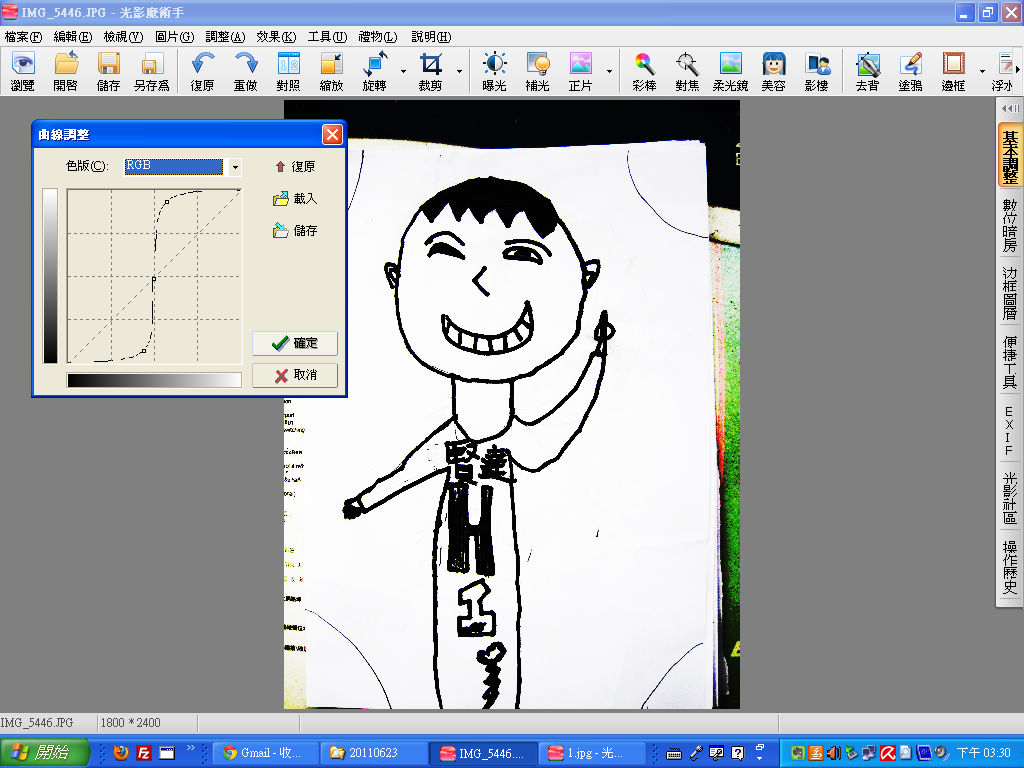 IMG_5446.JPG - 光影魔術手
檔案(F) 編輯(E) 檢視(V) 圖片(G) 調整(A) 效果(K) 工具(U) 禮物(L) 說明(H)
瀏覽 開啓 儲存 另存爲 復原 重做 對照 縮放 旋轉 裁剪 曝光 補光 正片 彩棒 對焦 柔光鏡 美容 影樓 去背 塗鴉 邊框 浮水
曲線調整
色版(C): RGB
復原
載入
儲存
確定
取消
基本調整
數位暗房
边框圖層
便捷工具
EXIF
光影社區
操作歷史
賢
H
IMG_5446.JPG 1800 * 2400
開始 Gmail - 收... 20110623 IMG_5446.... 1.jpg - 光... 下午 03:30